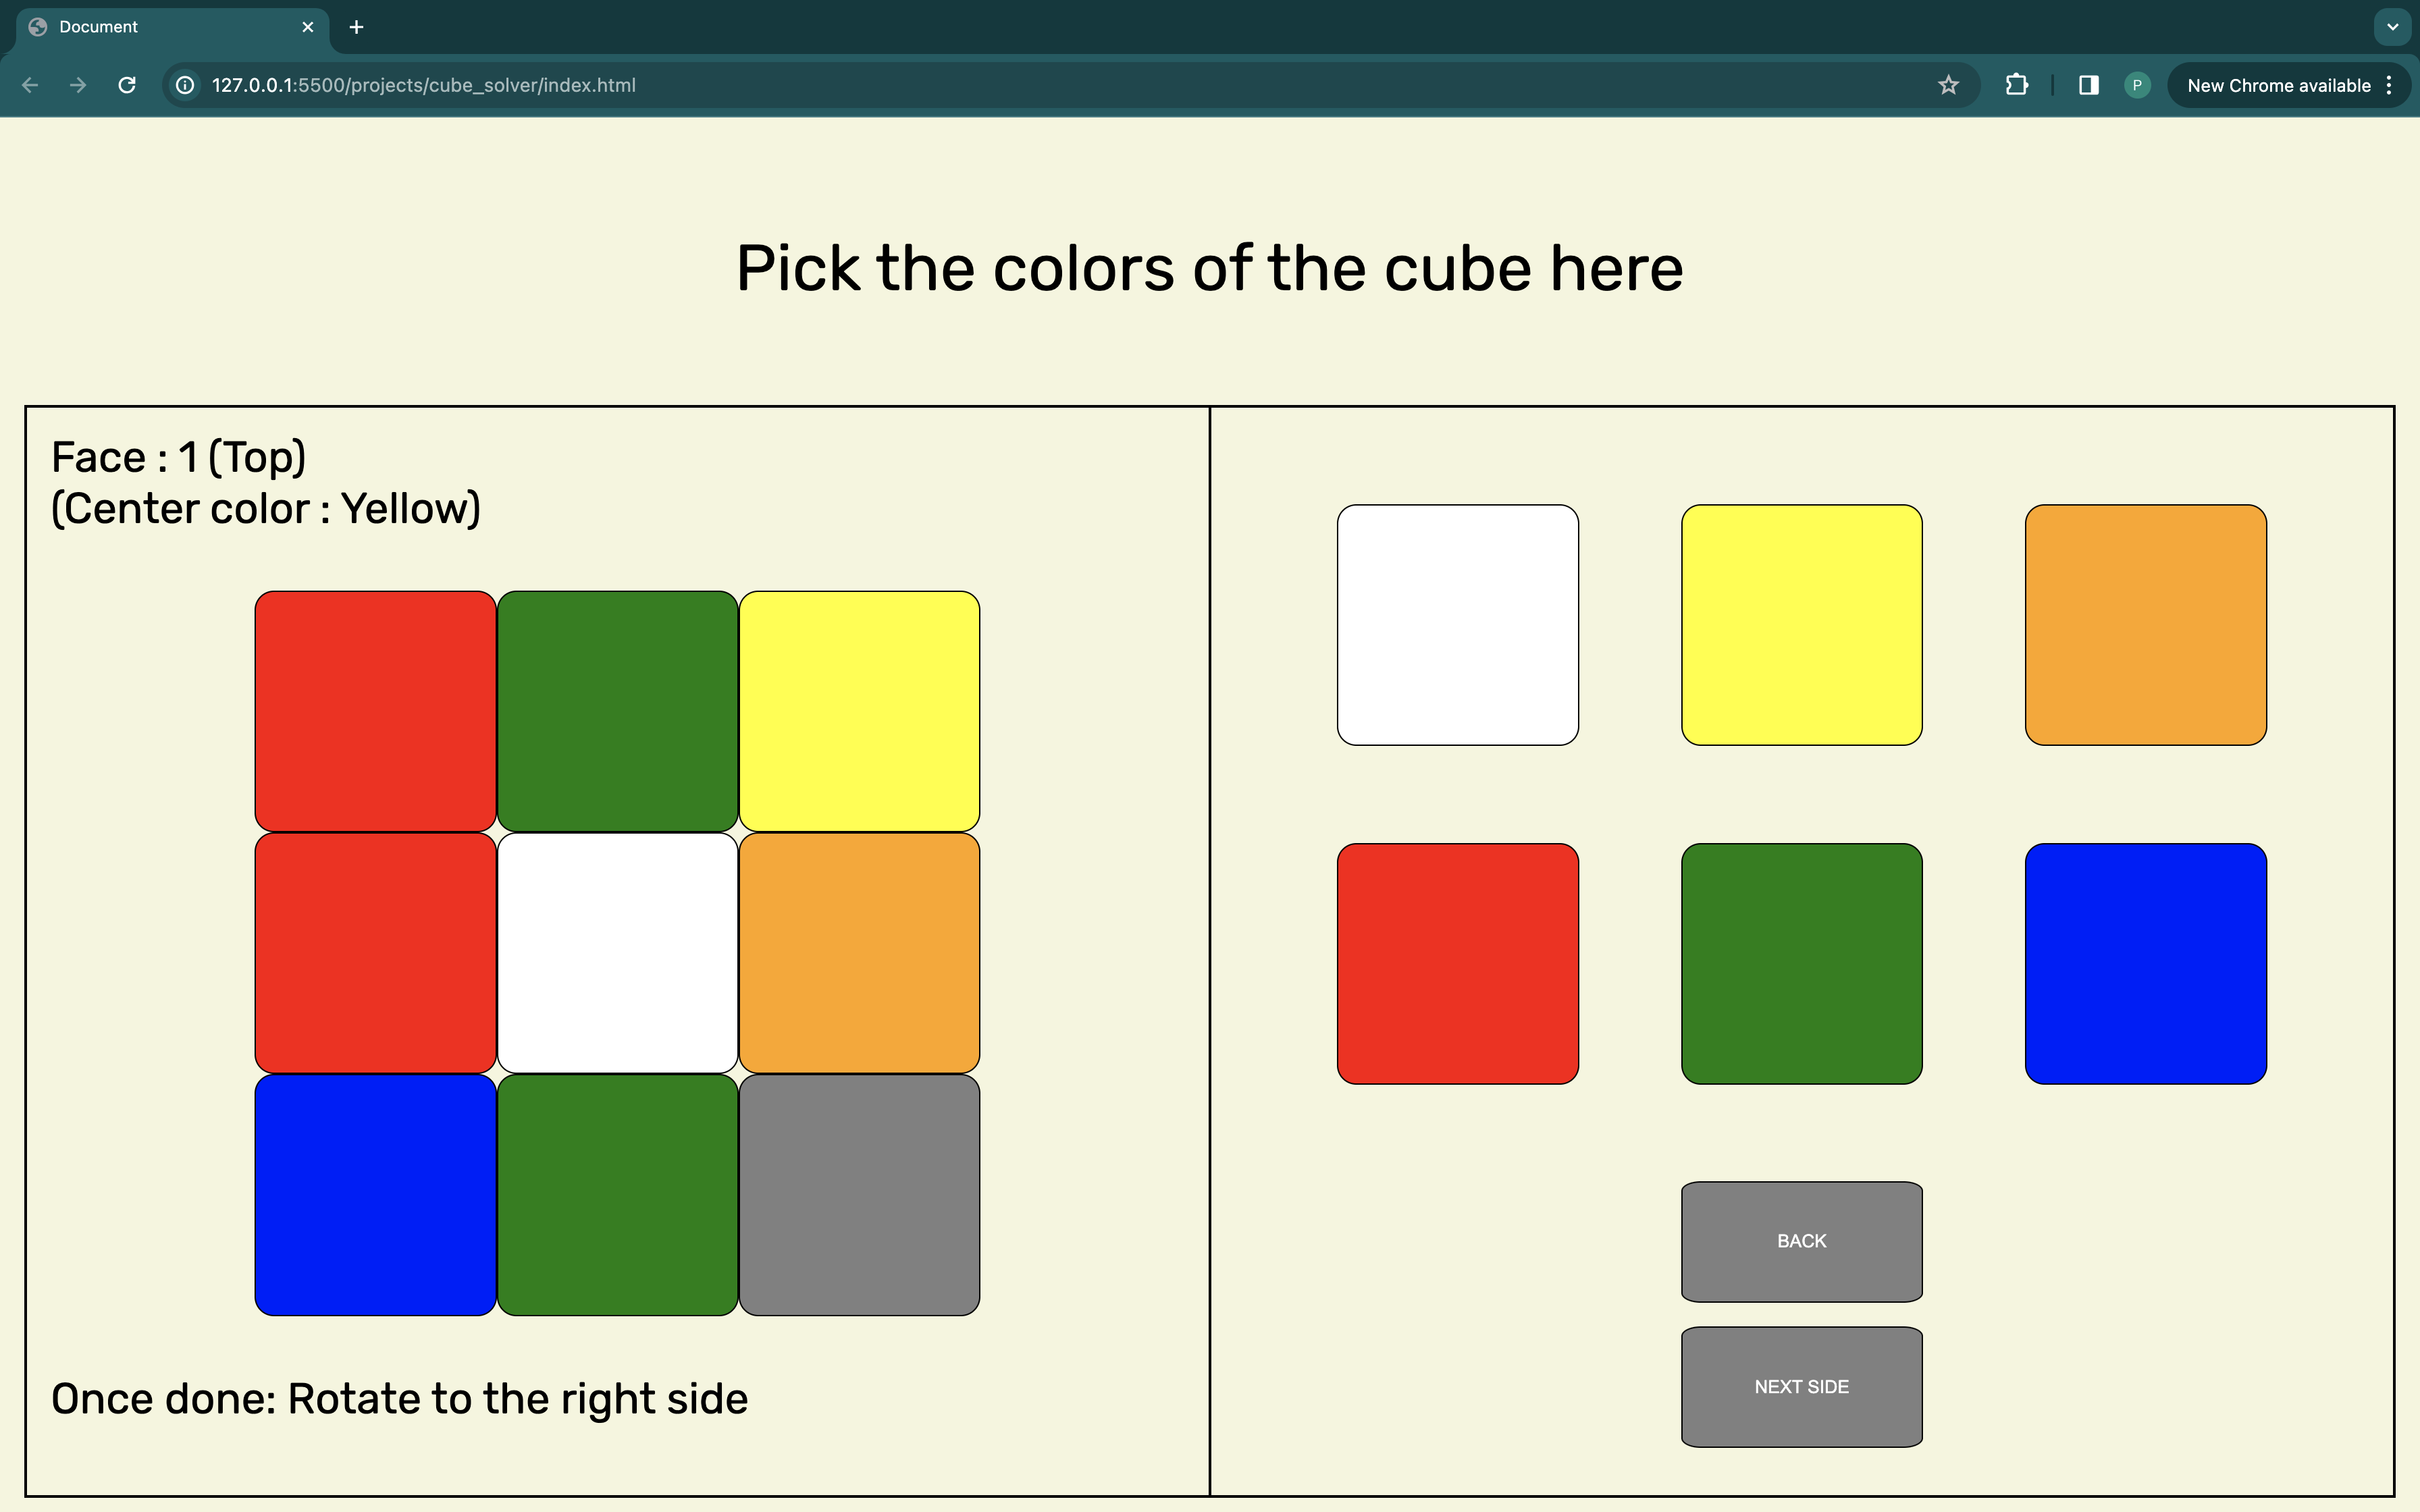 Document
127.0.0.1:5500/projects/cube_solver/index.html
P
New Chrome available
Pick the colors of the cube here
Face : 1 (Top)
(Center color : Yellow)
Once done: Rotate to the right side
BACK
NEXT SIDE